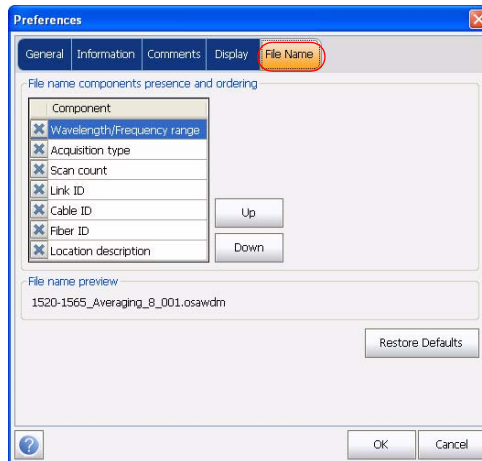 Preferences
General Information Comments Display File Name
File name components presence and ordering
Component
Wavelength/Frequency range
Acquisition type
Scan count
Link ID
Cable ID
Fiber ID
Location description
Up
Down
File name preview
1520-1565_Averaging_8_001.osawdm
Restore Defaults
?
OK Cancel